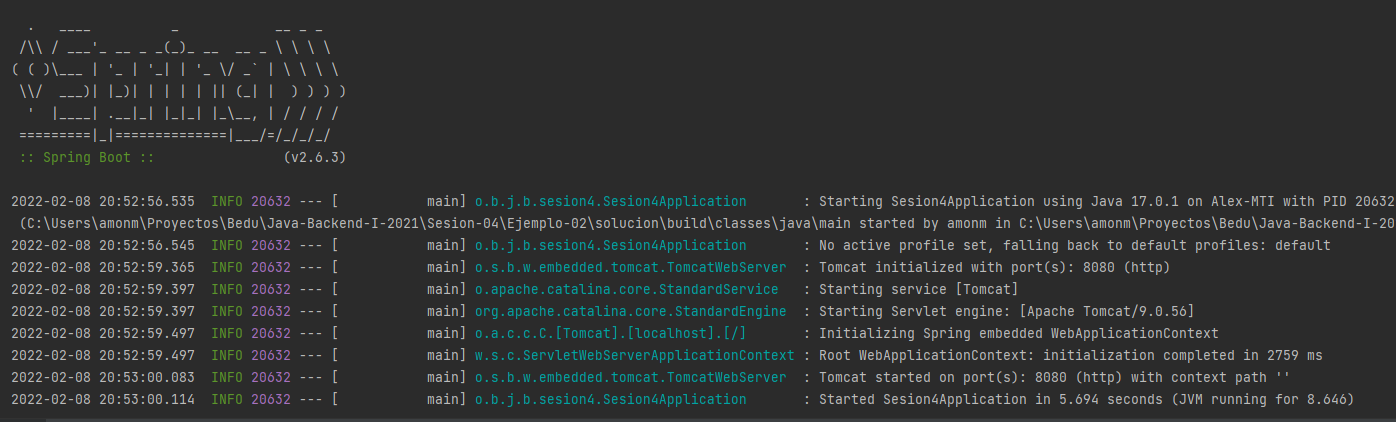 .   ____          _            __ _ _
 /\\ / ___'_ __ _ _(_)_ __  __ _ \ \ \ \
( ( )\___ | '_ | '_| | '_ \/ _` | \ \ \ \
 \\/  ___)| |_)| | | | | || (_| |  ) ) ) )
  '  |____| .__|_| |_|_| |_\__, | / / / /
 =========|_|==============|___/=/_/_/_/
 :: Spring Boot ::                (v2.6.3)
2022-02-08 20:52:56.535  INFO 20632 --- [           main] o.b.j.b.sesion4.Sesion4Application       : Starting Sesion4Application using Java 17.0.1 on Alex-MTI with PID 20632
 (C:\Users\amonm\Proyectos\Bedu\Java-Backend-I-2021\Sesion-04\Ejemplo-02\solucion\build\classes\java\main started by amonm in C:\Users\amonm\Proyectos\Bedu\Java-Backend-I-20
2022-02-08 20:52:56.545  INFO 20632 --- [           main] o.b.j.b.sesion4.Sesion4Application       : No active profile set, falling back to default profiles: default
2022-02-08 20:52:59.365  INFO 20632 --- [           main] o.s.b.w.embedded.tomcat.TomcatWebServer  : Tomcat initialized with port(s): 8080 (http)
2022-02-08 20:52:59.397  INFO 20632 --- [           main] o.apache.catalina.core.StandardService   : Starting service [Tomcat]
2022-02-08 20:52:59.397  INFO 20632 --- [           main] org.apache.catalina.core.StandardEngine  : Starting Servlet engine: [Apache Tomcat/9.0.56]
2022-02-08 20:52:59.497  INFO 20632 --- [           main] o.a.c.c.C.[Tomcat].[localhost].[/]       : Initializing Spring embedded WebApplicationContext
2022-02-08 20:52:59.497  INFO 20632 --- [           main] w.s.c.ServletWebServerApplicationContext : Root WebApplicationContext: initialization completed in 2759 ms
2022-02-08 20:53:00.083  INFO 20632 --- [           main] o.s.b.w.embedded.tomcat.TomcatWebServer  : Tomcat started on port(s): 8080 (http) with context path ''
2022-02-08 20:53:00.114  INFO 20632 --- [           main] o.b.j.b.sesion4.Sesion4Application       : Started Sesion4Application in 5.694 seconds (JVM running for 8.646)